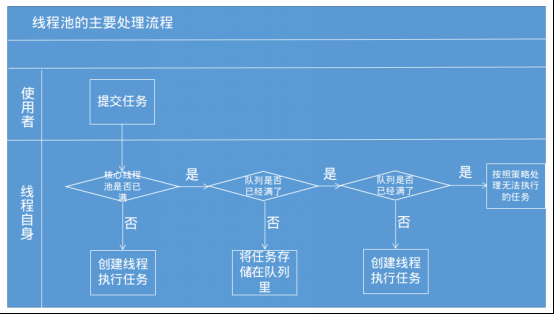 线程池的主要处理流程
使
用
者
提交任务
线
程
自
身
核心线程
池是否已
满
是
队列是否
已经满了
是
队列是否
已经满了
是
按照策略处
理无法执行
的任务
否
否
否
创建线程
执行任务
将任务存
储在队列
里
创建线程
执行任务